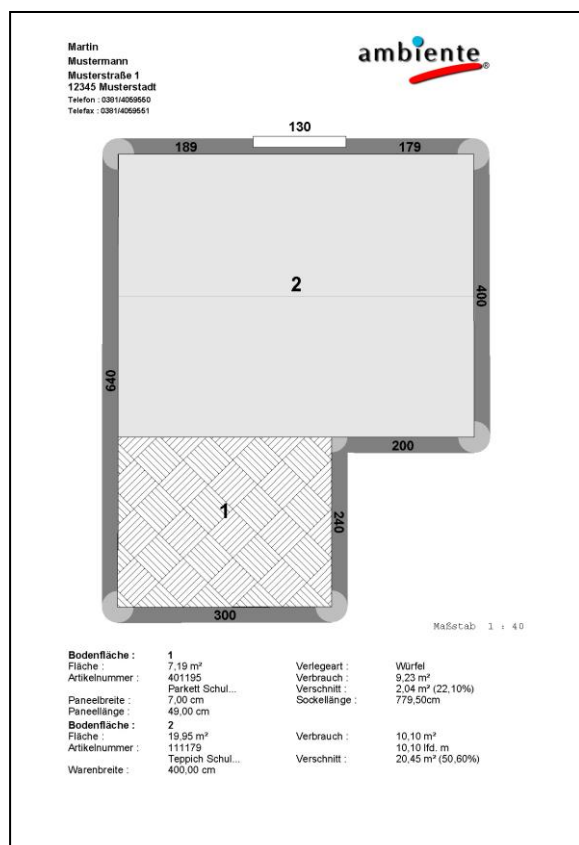 Martin
Mustermann
Musterstraße 1
12345 Musterstadt
Telefon : 0381/4059550
Telefax : 0381/4059551
ambiente®
130
189
179
2
400
640
200
1
240
300
Maßstab 1 : 40
Bodenfläche : 1
Fläche : 7,19 m² Verlegeart : Würfel
Artikelnummer : 401195 Verbrauch : 9,23 m²
Parkett Schul... Verschnitt : 2,04 m² (22,10%)
Paneelbreite : 7,00 cm Sockellänge : 779,50cm
Paneellänge : 49,00 cm
Bodenfläche : 2
Fläche : 19,95 m² Verbrauch : 10,10 m²
Artikelnummer : 111179 10,10 lfd. m
Teppich Schul... Verschnitt : 20,45 m² (50,60%)
Warenbreite : 400,00 cm